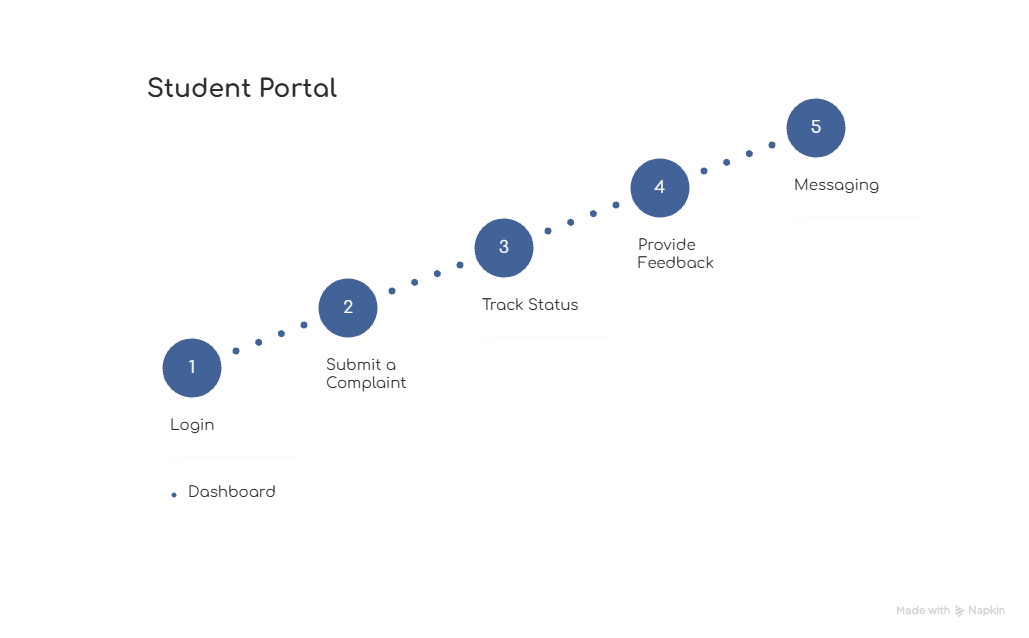 Student Portal
5
Messaging
4
Provide
Feedback
3
Track Status
2
Submit a
Complaint
1
Login
Dashboard
Made with Napkin